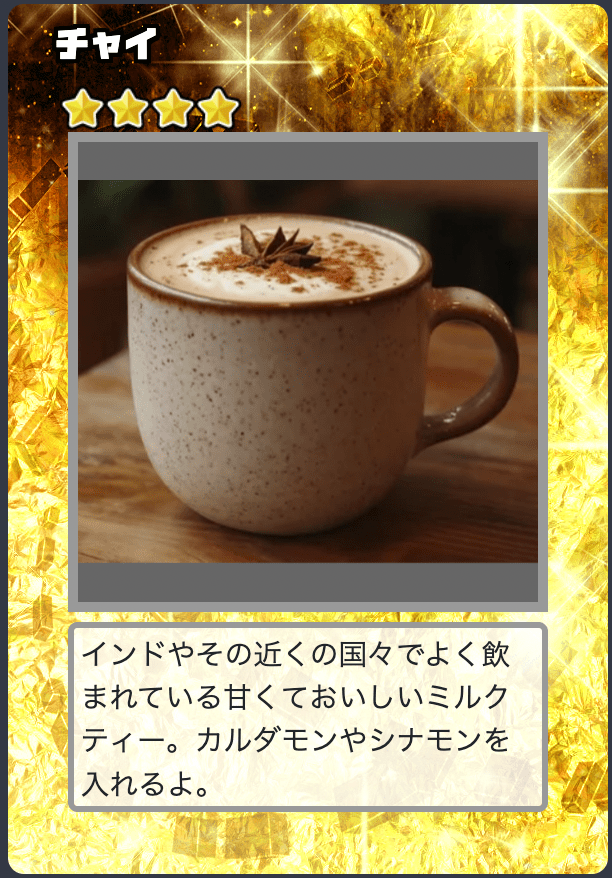 チャイ
インドやその近くの国々でよく飲
まれている甘くておいしいミルク
ティー。カルダモンやシナモンを
入れるよ。